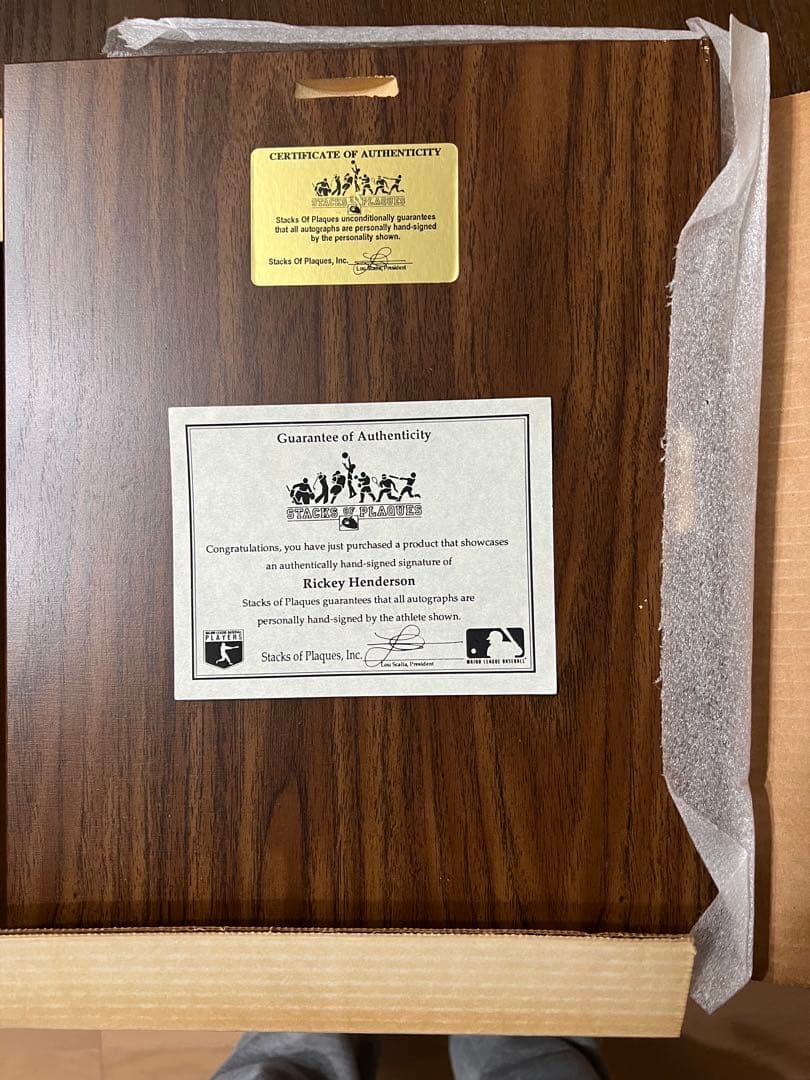 CERTIFICATE OF AUTHENTICITY
STACKS OF PLAQUES
Stacks Of Plaques unconditionally guarantees
that all autographs are personally hand-signed
by the personality shown.
Stacks Of Plaques, Inc.
Lou Scalia, President
Guarantee of Authenticity
STACKS OF PLAQUES
Congratulations, you have just purchased a product that showcases
an authentically hand-signed signature of
Rickey Henderson
Stacks of Plaques guarantees that all autographs are
personally hand-signed by the athlete shown.
MAJOR LEAGUE BASEBALL
PLAYERS
Stacks of Plaques, Inc.
Lou Scalia, President
MAJOR LEAGUE BASEBALL